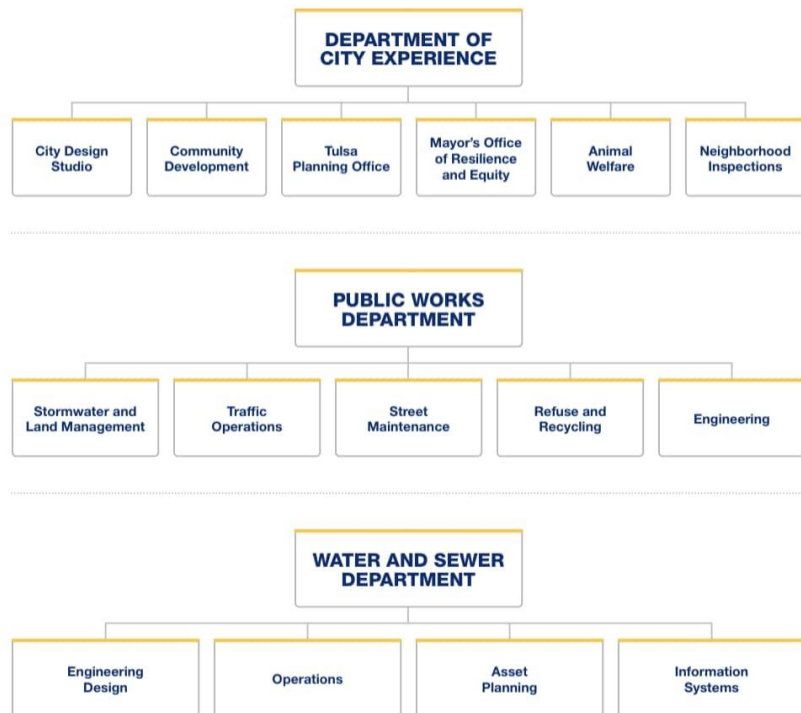 DEPARTMENT OF
CITY EXPERIENCE
City Design
Studio
Community
Development
Tulsa
Planning Office
Mayor's Office
of Resilience
and Equity
Animal
Welfare
Neighborhood
Inspections
PUBLIC WORKS
DEPARTMENT
Stormwater and
Land Management
Traffic
Operations
Street
Maintenance
Refuse and
Recycling
Engineering
WATER AND SEWER
DEPARTMENT
Engineering
Design
Operations
Asset
Planning
Information
Systems